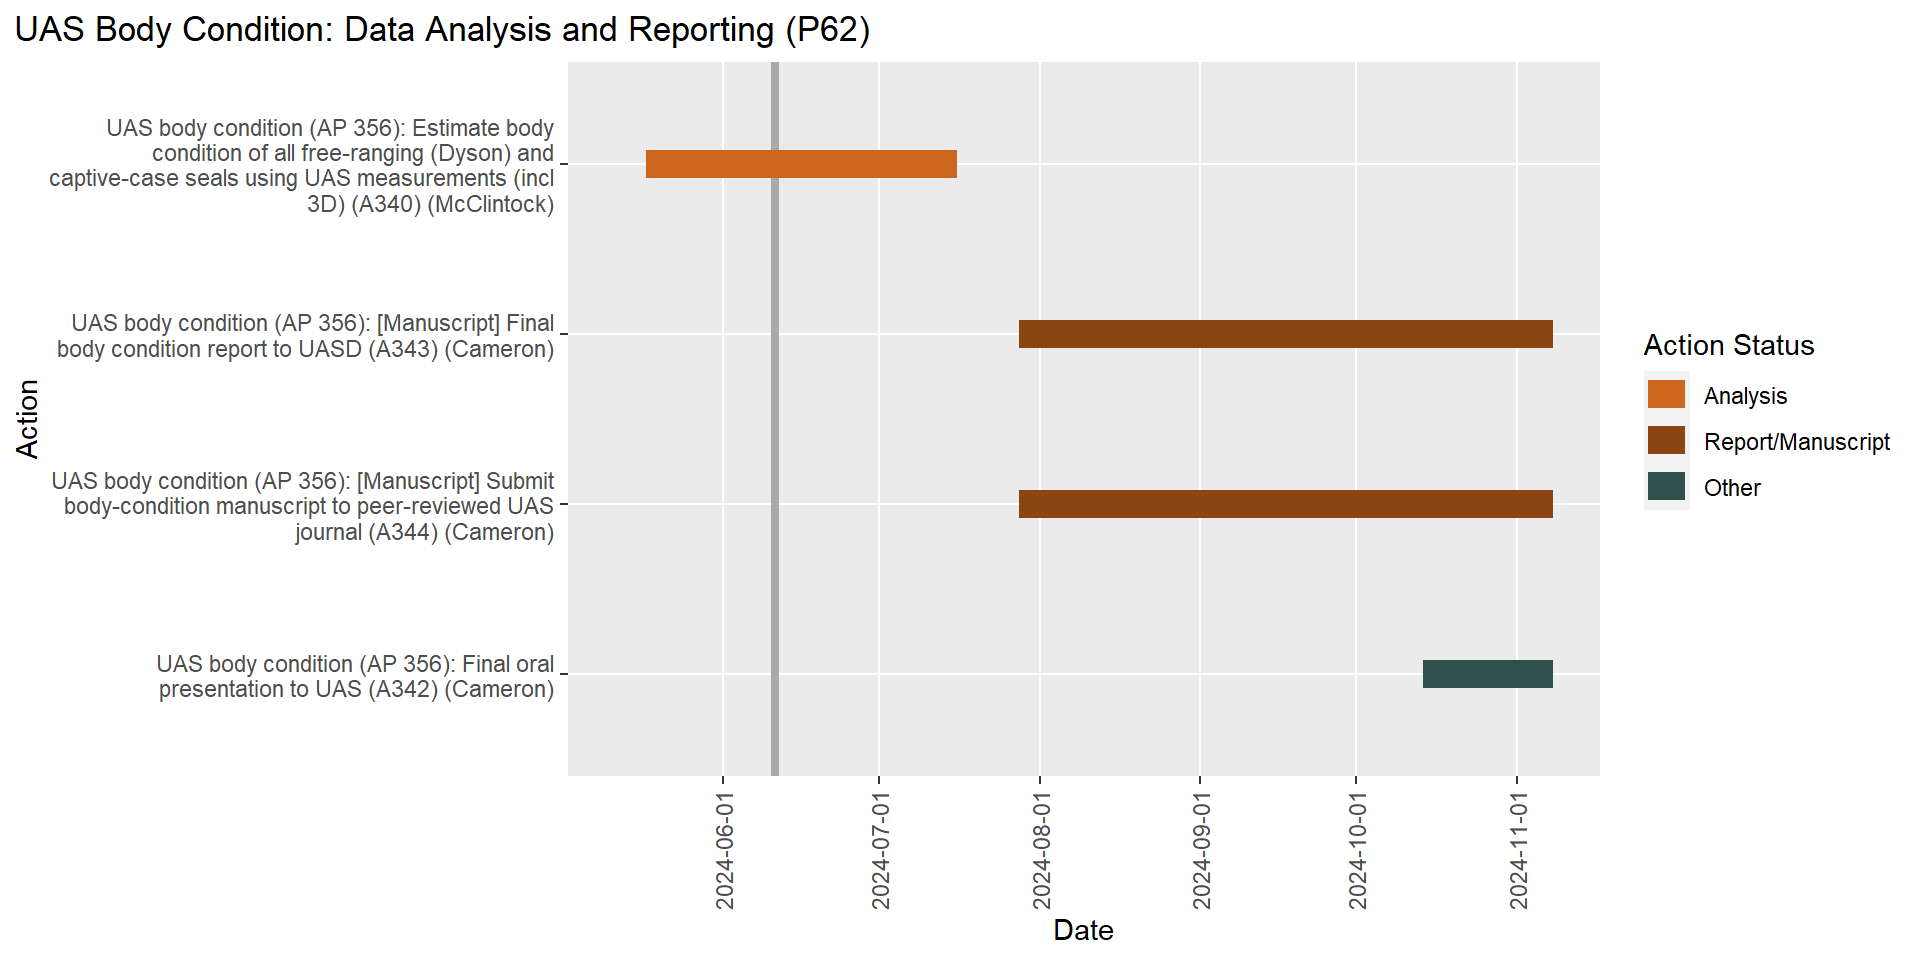 UAS Body Condition: Data Analysis and Reporting (P62)
UAS body condition (AP 356): Estimate body
condition of all free-ranging (Dyson) and
captive-case seals using UAS measurements (incl
3D) (A340) (McClintock)
UAS body condition (AP 356): [Manuscript] Final
body condition report to UASD (A343) (Cameron)
UAS body condition (AP 356): [Manuscript] Submit
body-condition manuscript to peer-reviewed UAS
journal (A344) (Cameron)
UAS body condition (AP 356): Final oral
presentation to UAS (A342) (Cameron)
Action
2024-06-01
2024-07-01
2024-08-01
2024-09-01
2024-10-01
2024-11-01
Date
Action Status
Analysis
Report/Manuscript
Other